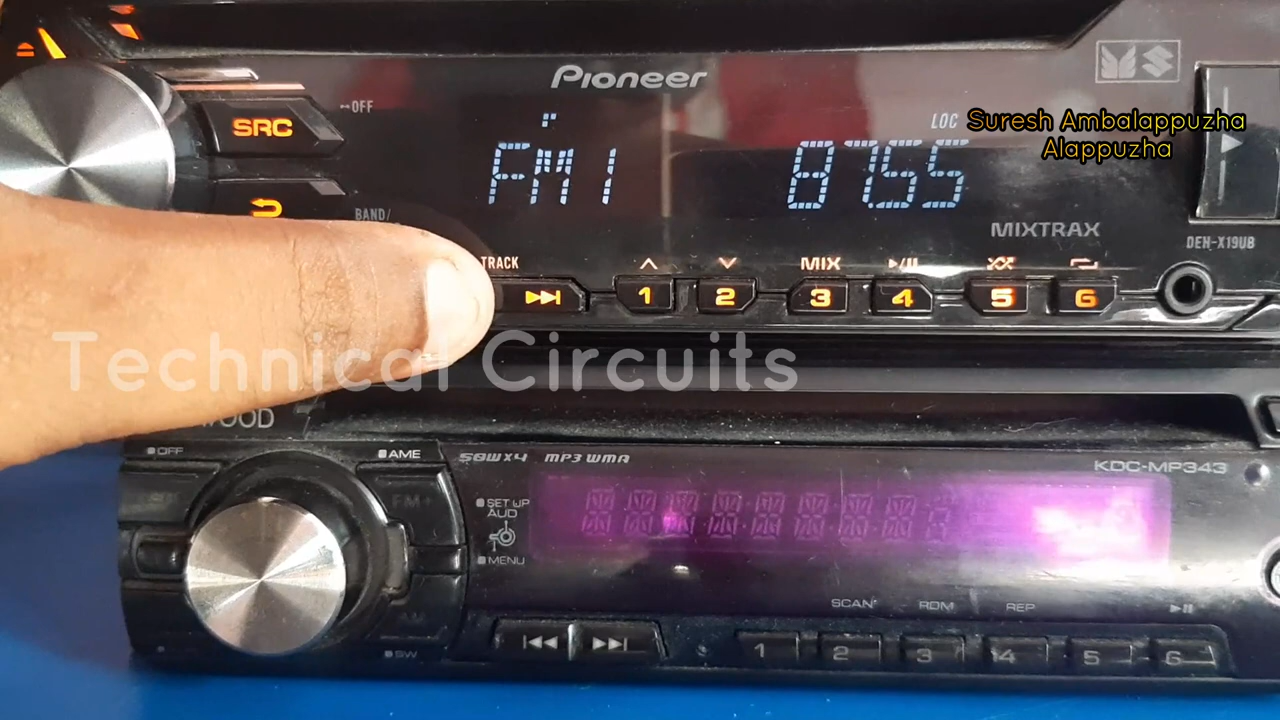 Pioneer
OFF
SRC
LOC
Suresh Ambalappuzha
Alappuzha
FM1 87.55
BAND/
MIXTRAX
DEH-X19UB
TRACK
MIX
1 2 3 4 5 6
Technical Circuits
WOOD
OFF
AME
50WX4 MP3 WMA
KDC-MP343
FM+
SET UP
AUD
MENU
SCAN RDM REP
SW
1 2 3 4 5 6